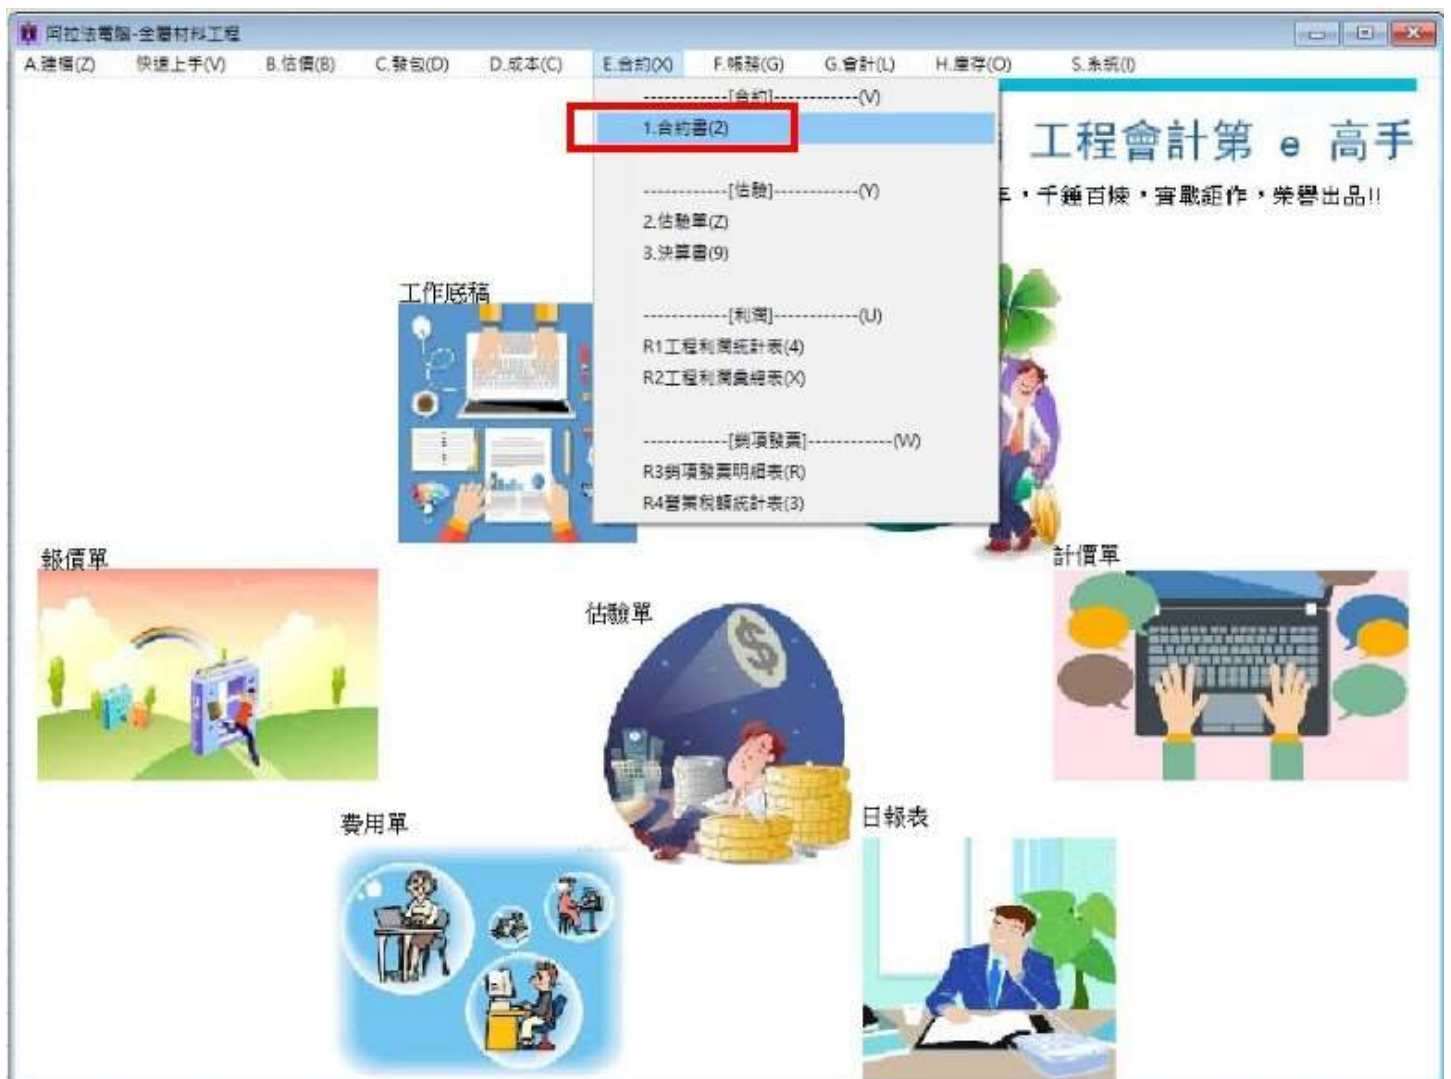 阿拉法電腦-金屬材料工程
A.建檔(Z) 快速上手(V) B.估價(B) C.發包(D) D.成本(C) E.合約(X) F.帳務(G) G.會計(L) H.庫存(O) S.系統(I)
------------[合約]------------(V)
1.合約書(2)
工程會計第 e 高手
------------[估驗]------------(Y)
，千錘百煉，實戰鉅作，榮譽出品!!
2.估驗單(Z)
3.決算書(9)
工作底稿
------------[利潤]------------(U)
R1工程利潤統計表(4)
R2工程利潤彙總表(X)
------------[銷項發票]------------(W)
R3銷項發票明細表(R)
R4營業稅額統計表(3)
報價單
計價單
估驗單
費用單
日報表